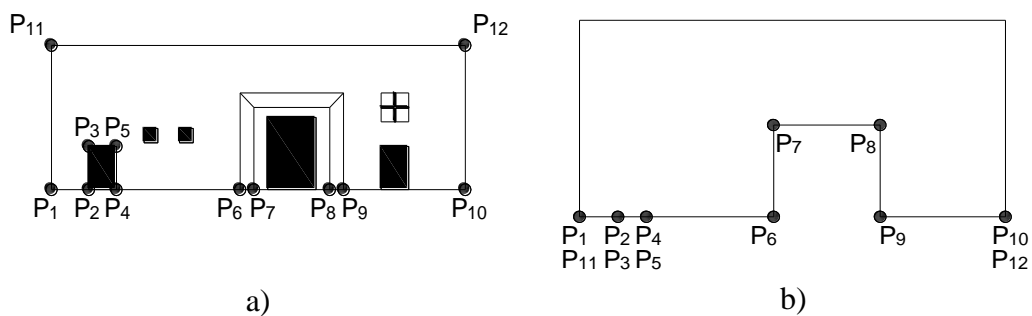 P11 P12
P3 P5
P1 P2 P4 P6 P7 P8 P9 P10
a)
P7 P8
P1 P2 P4 P6 P9 P10
P11 P3 P5 P12
b)